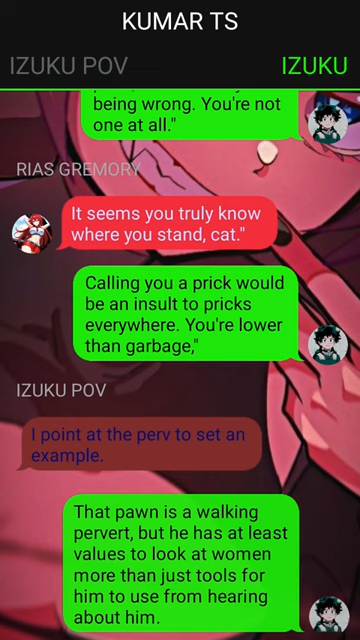 KUMAR TS
IZUKU POV
IZUKU
being wrong. You're not
one at all."
RIAS GREMORY
It seems you truly know
where you stand, cat."
Calling you a prick would
be an insult to pricks
everywhere. You're lower
than garbage,"
IZUKU POV
I point at the perv to set an
example.
That pawn is a walking
pervert, but he has at least
values to look at women
more than just tools for
him to use from hearing
about him.